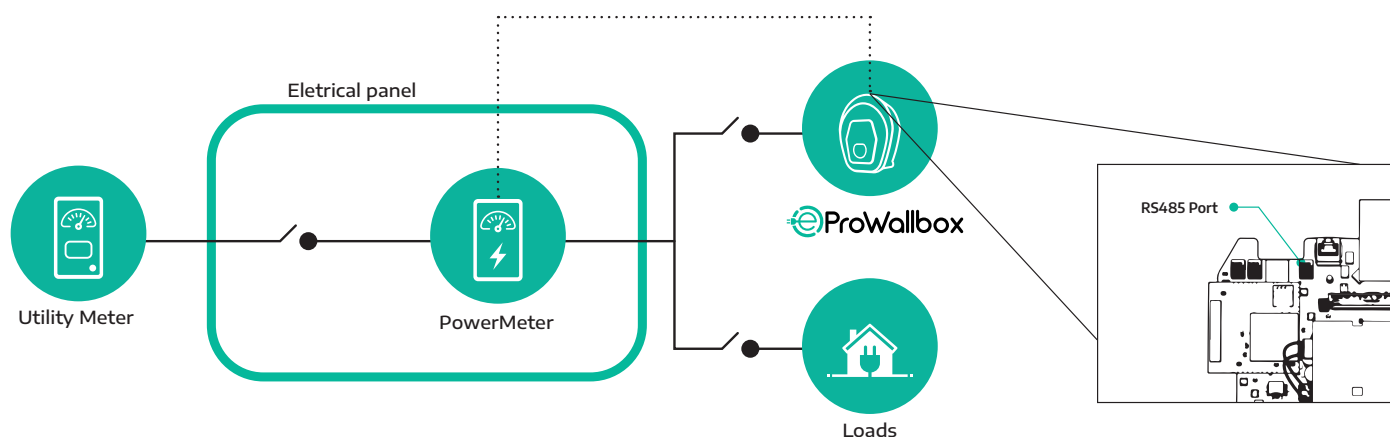 Eletrical panel
RS485 Port
eProWallbox
Utility Meter
PowerMeter
Loads